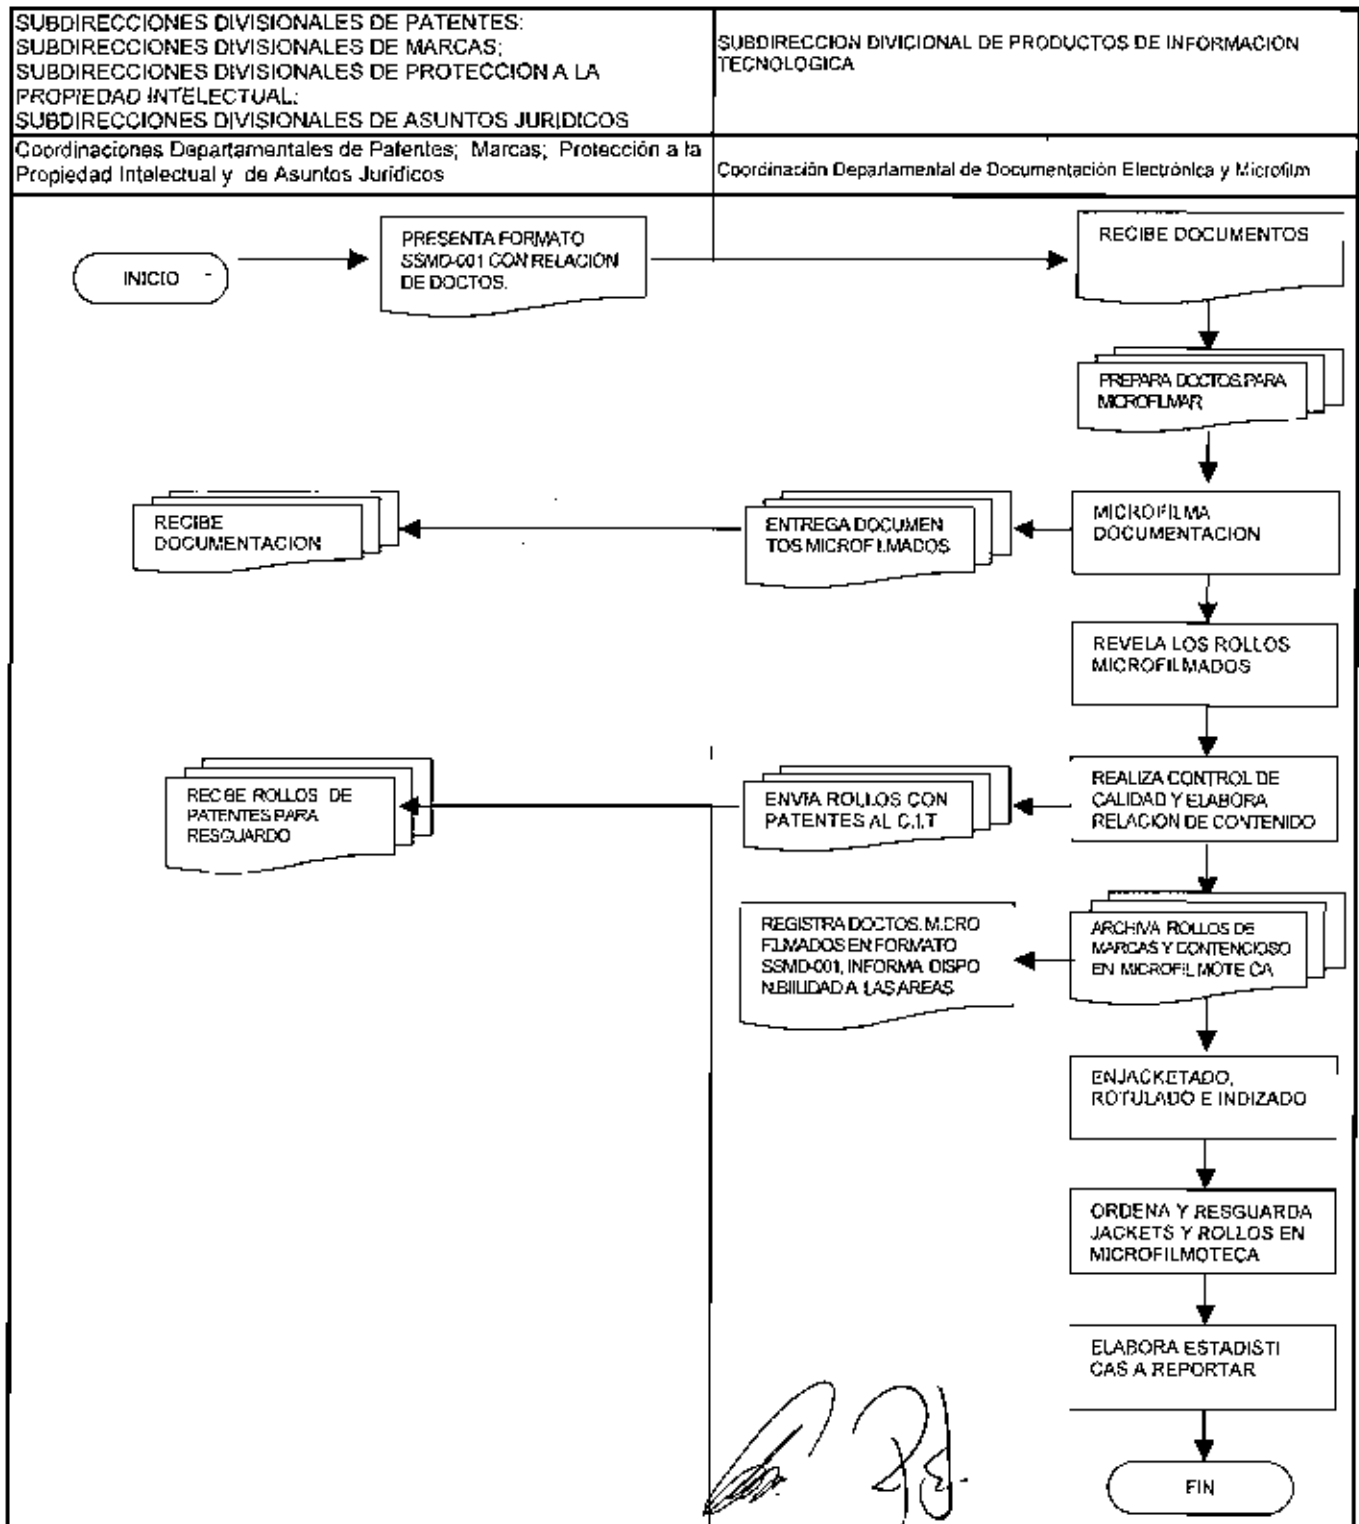 SUBDIRECCIONES DIVISIONALES DE PATENTES:
SUBDIRECCIONES DIVISIONALES DE MARCAS;
SUBDIRECCIONES DIVISIONALES DE PROTECCIÓN A LA
PROPIEDAD INTELECTUAL:
SUBDIRECCIONES DIVISIONALES DE ASUNTOS JURIDICOS
SUBDIRECCION DIVICIONAL DE PRODUCTOS DE INFORMACION
TECNOLOGICA
Coordinaciones Departamentales de Patentes; Marcas; Protección a la
Propiedad Intelectual y de Asuntos Jurídicos
Coordinación Departamental de Documentación Electrónica y Microfilm
INICIO
PRESENTA FORMATO
SSMD-001 CON RELACION
DE DOCTOS.
RECIBE DOCUMENTOS
PREPARA DOCTOS.PARA
MICROFILMAR
RECIBE
DOCUMENTACION
ENTREGA DOCUMEN
TOS MICROFILMADOS
MICROFILMA
DOCUMENTACION
REVELA LOS ROLLOS
MICROFILMADOS
RECIBE ROLLOS DE
PATENTES PARA
RESGUARDO
ENVIA ROLLOS CON
PATENTES AL C.I.T
REALIZA CONTROL DE
CALIDAD Y ELABORA
RELACION DE CONTENIDO
REGISTRA DOCTOS. MICRO
FILMADOS EN FORMATO
SSMD-001, INFORMA DISPO
NIBILIDAD A LAS AREAS
ARCHIVA ROLLOS DE
MARCAS Y CONTENCIOSO
EN MICROFILMOTECA
ENJACKETADO,
ROTULADO E INDIZADO
ORDENA Y RESGUARDA
JACKETS Y ROLLOS EN
MICROFILMOTECA
ELABORA ESTADISTI
CAS A REPORTAR
FIN